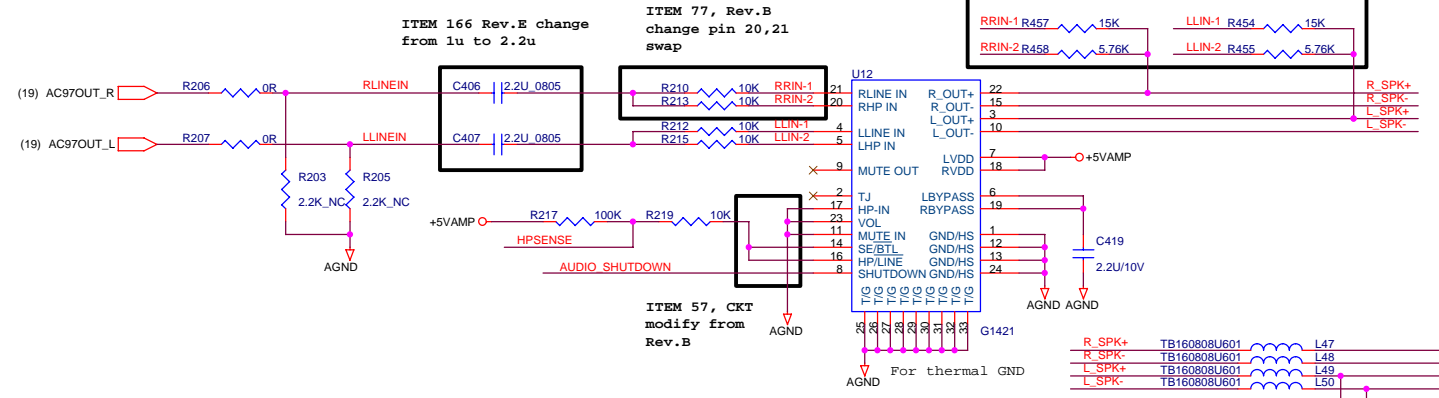 ITEM 166 Rev.E change
from 1u to 2.2u
ITEM 77, Rev.B
change pin 20,21
swap
RRIN-1 R457 15K
LLIN-1 R454 15K
RRIN-2 R458 5.76K
LLIN-2 R455 5.76K
(19) AC97OUT_R
R206 0R
RLINEIN
C406 2.2U_0805
R210 10K RRIN-1
R213 10K RRIN-2
(19) AC97OUT_L
R207 0R
LLINEIN
C407 2.2U_0805
R212 10K LLIN-1
R215 10K LLIN-2
R203
2.2K_NC
R205
2.2K_NC
AGND
+5VAMP
R217 100K
R219 10K
HPSENSE
AUDIO_SHUTDOWN
ITEM 57, CKT
modify from
Rev.B
AGND
U12
21 RLINE IN
20 RHP IN
4 LLINE IN
5 LHP IN
9 MUTE OUT
2 TJ
17 HP-IN
23 VOL
11 MUTE IN
14 SE/BTL
16 HP/LINE
8 SHUTDOWN
R_OUT+ 22
R_OUT- 15
L_OUT+ 3
L_OUT- 10
LVDD 7
RVDD 18
LBYPASS 6
RBYPASS 19
GND/HS 1
GND/HS 12
GND/HS 13
GND/HS 24
T/G T/G T/G T/G T/G T/G T/G T/G T/G
25 26 27 28 29 30 31 32 33
G1421
R_SPK+
R_SPK-
L_SPK+
L_SPK-
+5VAMP
C419
2.2U/10V
AGND AGND
AGND
For thermal GND
R_SPK+ TB160808U601 L47
R_SPK- TB160808U601 L48
L_SPK+ TB160808U601 L49
L_SPK- TB160808U601 L50